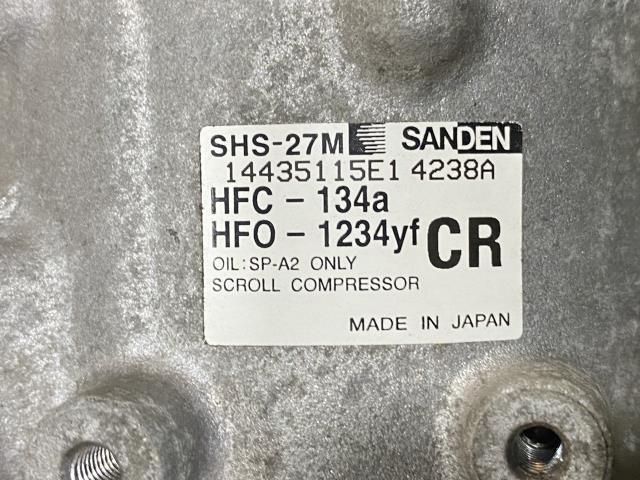 SHS-27M SANDEN
14435115E1 4238A
HFC - 134a
HFO - 1234yf CR
OIL:SP-A2 ONLY
SCROLL COMPRESSOR
MADE IN JAPAN